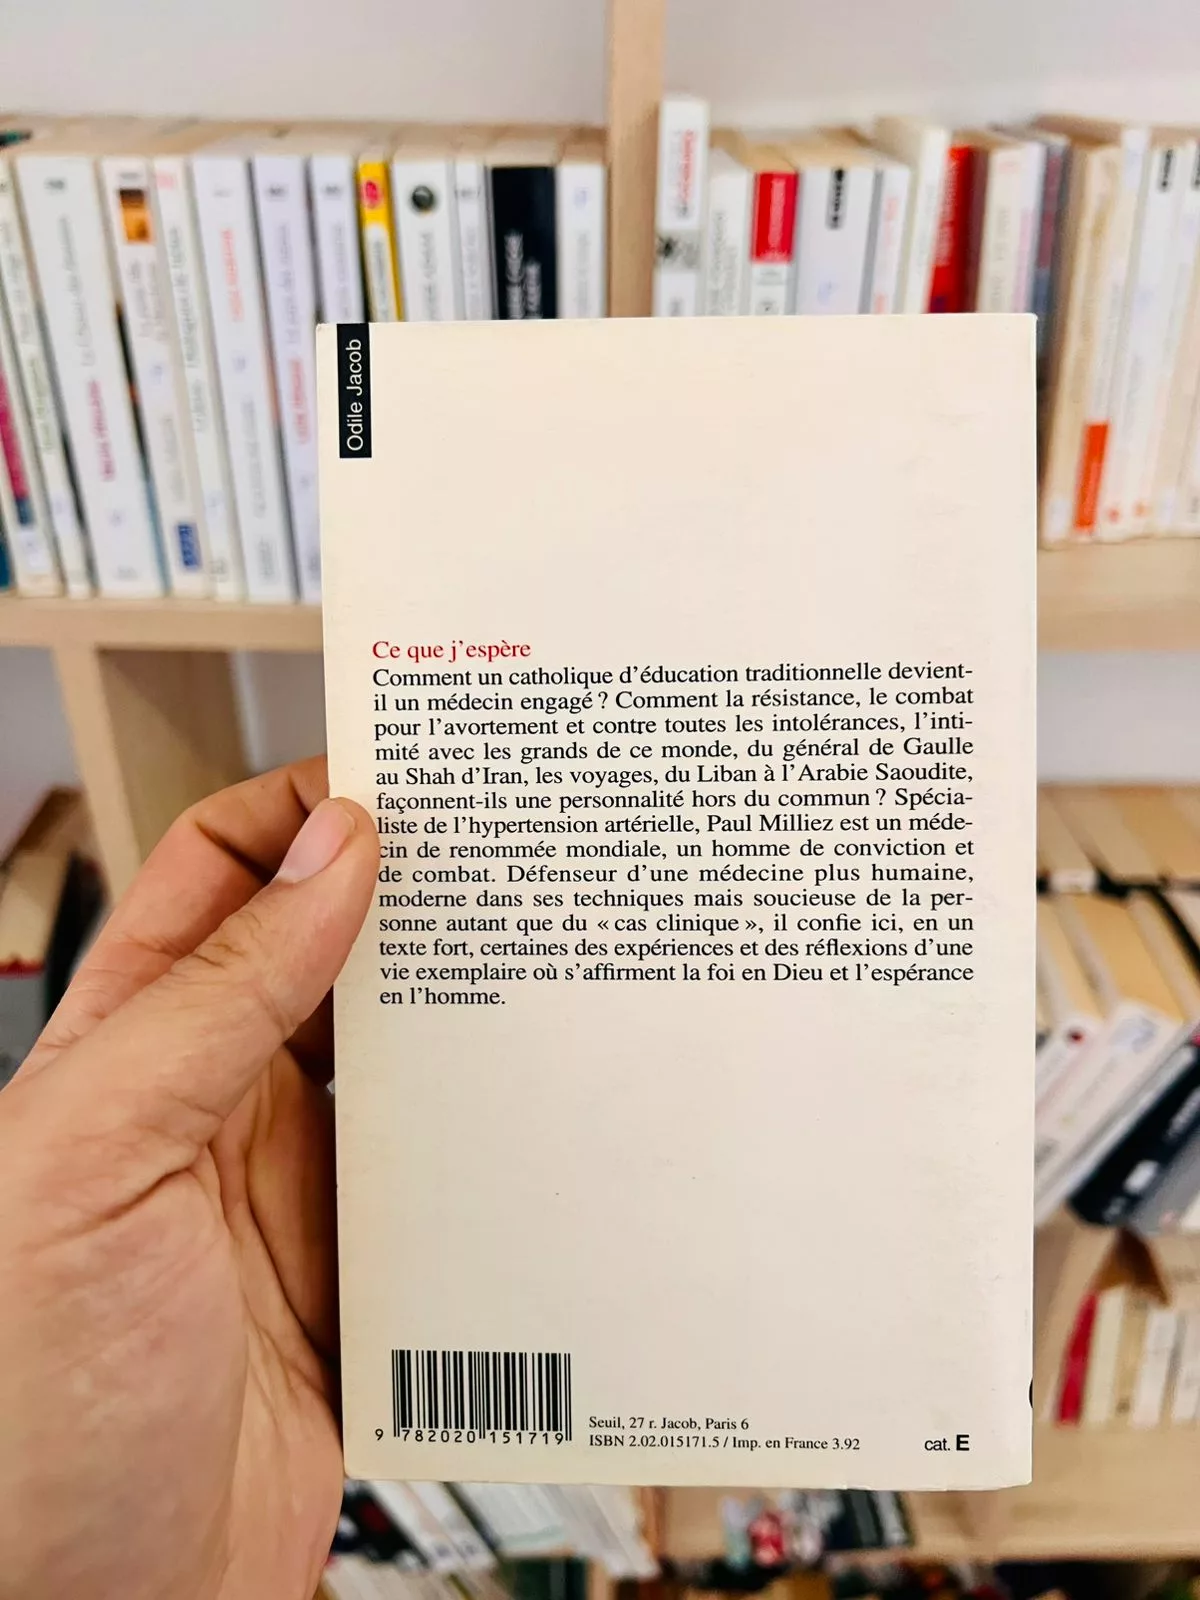 Odile Jacob
Ce que j'espère
Comment un catholique d'éducation traditionnelle devient-
il un médecin engagé ? Comment la résistance, le combat
pour l'avortement et contre toutes les intolérances, l'inti-
mité avec les grands de ce monde, du général de Gaulle
au Shah d'Iran, les voyages, du Liban à l'Arabie Saoudite,
façonnent-ils une personnalité hors du commun ? Spécia-
liste de l'hypertension artérielle, Paul Milliez est un méde-
cin de renommée mondiale, un homme de conviction et
de combat. Défenseur d'une médecine plus humaine,
moderne dans ses techniques mais soucieuse de la per-
sonne autant que du « cas clinique », il confie ici, en un
texte fort, certaines des expériences et des réflexions d'une
vie exemplaire où s'affirment la foi en Dieu et l'espérance
en l'homme.
9 782020 151719
Seuil, 27 r. Jacob, Paris 6
ISBN 2.02.015171.5 / Imp. en France 3.92
cat. E